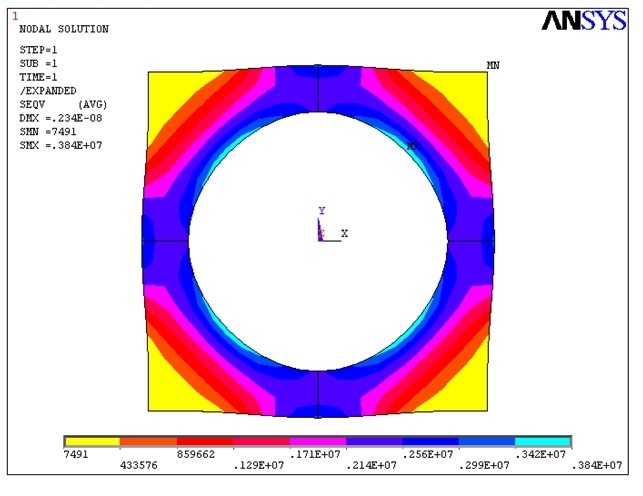 1
ANSYS
NODAL SOLUTION
STEP=1
SUB =1
TIME=1
/EXPANDED
SEQV (AVG)
DMX =.234E-08
SMN =7491
SMX =.384E+07
MN
MX
Y
X
7491 859662 .171E+07 .256E+07 .342E+07
433576 .129E+07 .214E+07 .299E+07 .384E+07